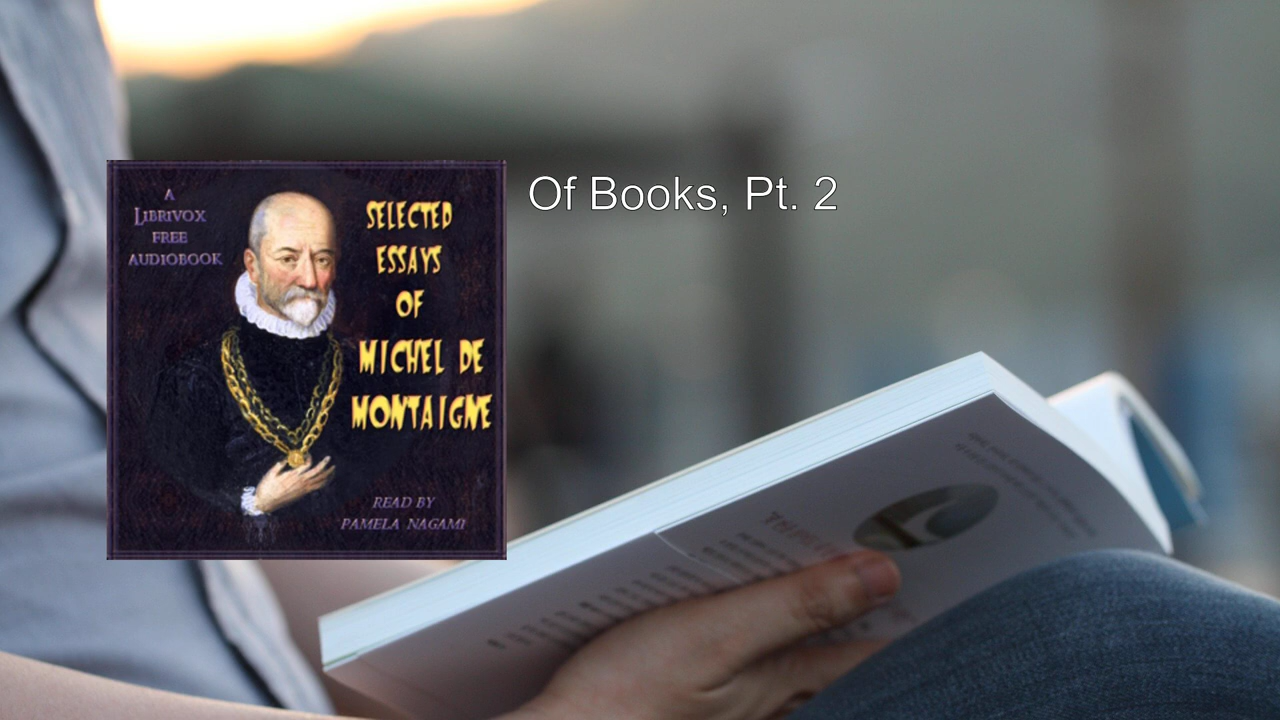 A
LIBRIVOX
FREE
AUDIOBOOK
SELECTED
ESSAYS
OF
MICHEL DE
MONTAIGNE
READ BY
PAMELA NAGAMI
Of Books, Pt. 2